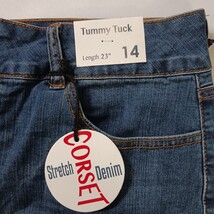 Tummy Tuck
Length 23"
14
CORSET
Stretch Denim